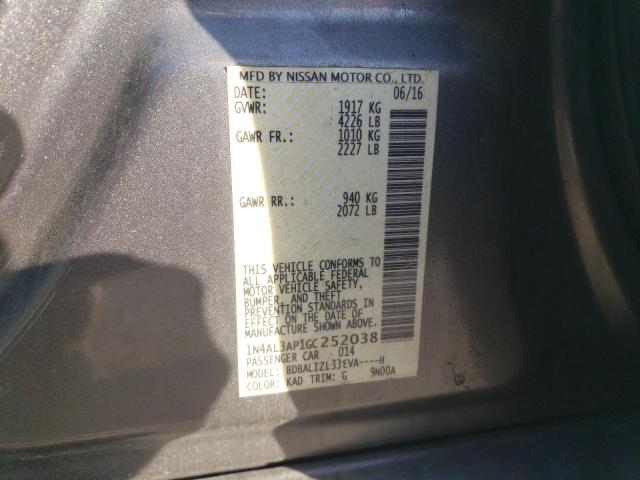 MFD BY NISSAN MOTOR CO., LTD.
DATE: 06/16
GVWR: 1917 KG
4226 LB
GAWR FR.: 1010 KG
2227 LB
GAWR RR.: 940 KG
2072 LB
THIS VEHICLE CONFORMS TO
ALL APPLICABLE FEDERAL
MOTOR VEHICLE SAFETY,
BUMPER, AND THEFT
PREVENTION STANDARDS IN
EFFECT ON THE DATE OF
MANUFACTURE SHOWN ABOVE.
1N4AL3AP1GC252038
PASSENGER CAR 014
MODEL: BDBALIZL33EVA----H
COLOR: KAD TRIM: G 9N00A